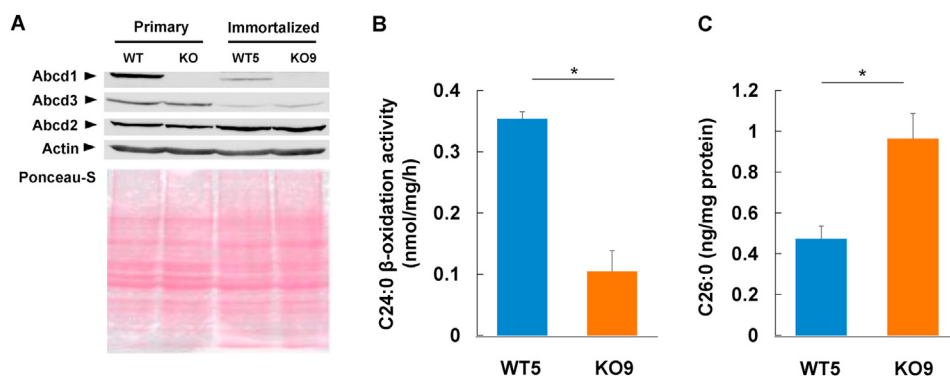 A
Primary
Immortalized
WT
KO
WT5
KO9
Abcd1
Abcd3
Abcd2
Actin
Ponceau-S
B
C24:0 β-oxidation activity
(nmol/mg/h)
0.4
0.3
0.2
0.1
0
*
WT5
KO9
C
C26:0 (ng/mg protein)
1.2
1
0.8
0.6
0.4
0.2
0
*
WT5
KO9